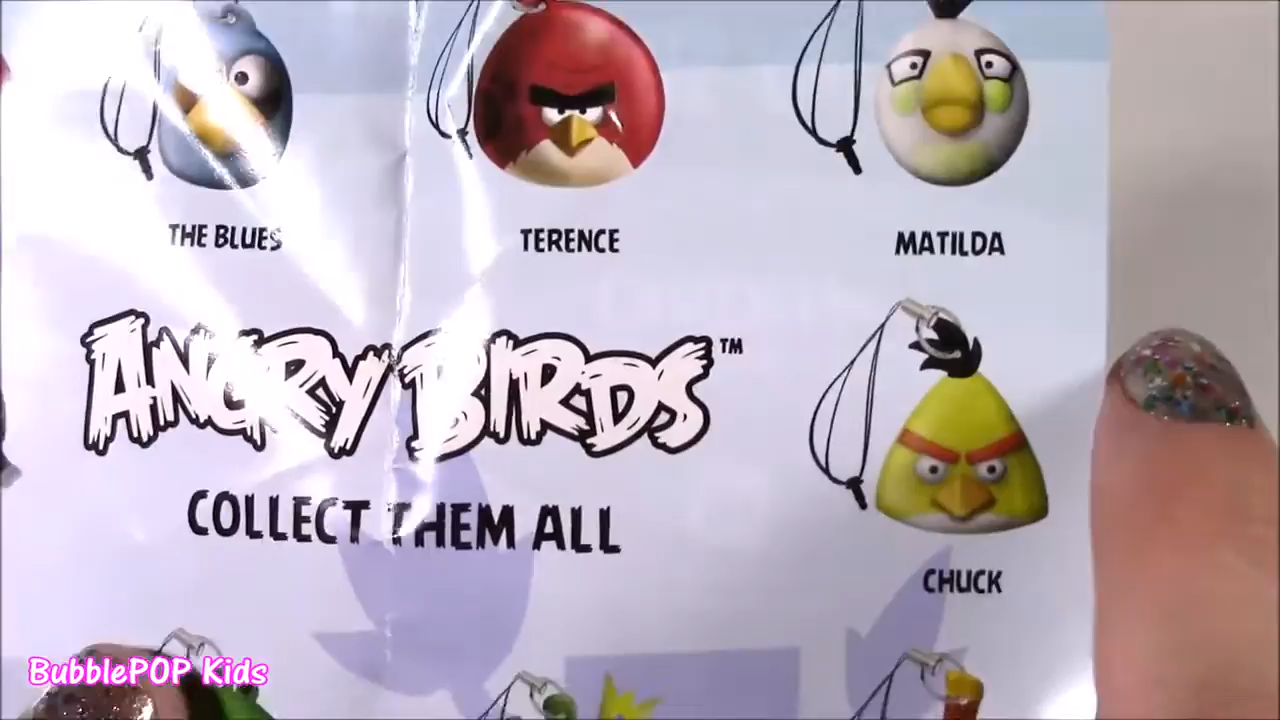 THE BLUES
TERENCE
MATILDA
ANGRY BIRDS™
COLLECT THEM ALL
CHUCK
BubblePOP Kids